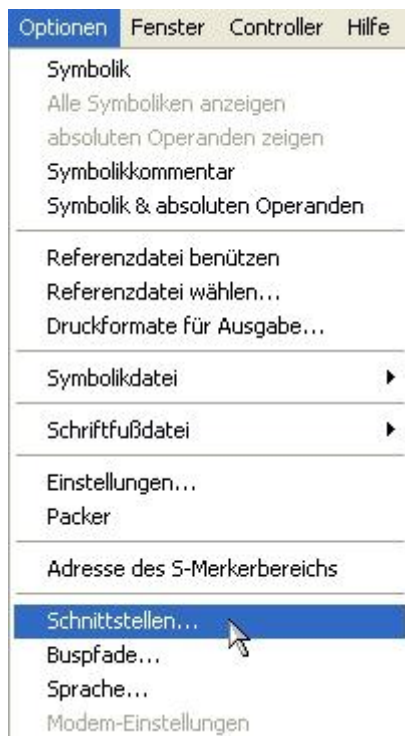 Optionen Fenster Controller Hilfe
Symbolik
Alle Symboliken anzeigen
absoluten Operanden zeigen
Symbolikkommentar
Symbolik & absoluten Operanden
Referenzdatei benützen
Referenzdatei wählen...
Druckformate für Ausgabe...
Symbolikdatei
Schriftfußdatei
Einstellungen...
Packer
Adresse des S-Merkerbereichs
Schnittstellen...
Buspfade...
Sprache...
Modem-Einstellungen